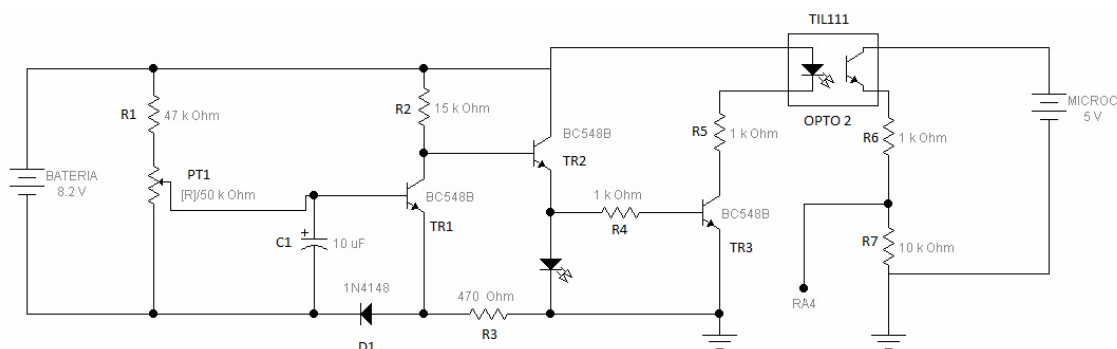 TIL111
OPTO 2
R1
47 k Ohm
R2
15 k Ohm
BC548B
TR2
R5
1 k Ohm
R6
1 k Ohm
MICROC
5 V
BATERIA
8.2 V
PT1
[R]/50 k Ohm
BC548B
TR1
1 k Ohm
R4
BC548B
TR3
C1
+
10 uF
R7
10 k Ohm
1N4148
D1
470 Ohm
R3
RA4